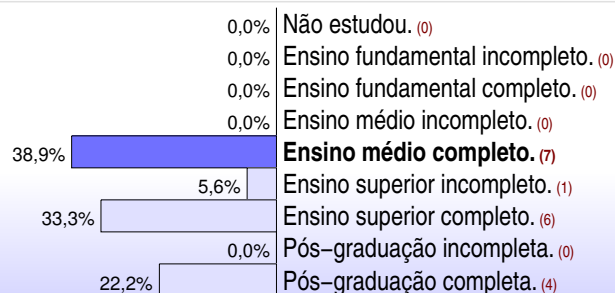 0,0% Não estudou. (0)
0,0% Ensino fundamental incompleto. (0)
0,0% Ensino fundamental completo. (0)
0,0% Ensino médio incompleto. (0)
38,9% Ensino médio completo. (7)
5,6% Ensino superior incompleto. (1)
33,3% Ensino superior completo. (6)
0,0% Pós−graduação incompleta. (0)
22,2% Pós−graduação completa. (4)